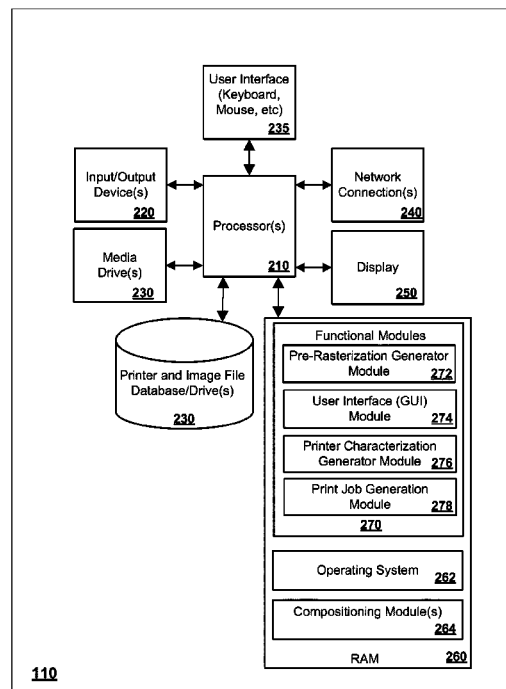 User Interface
(Keyboard,
Mouse, etc)
235
Input/Output
Device(s)
220
Network
Connection(s)
240
Processor(s)
210
Media
Drive(s)
230
Display
250
Printer and Image File
Database/Drive(s)
230
Functional Modules
Pre-Rasterization Generator
Module 272
User Interface (GUI)
Module 274
Printer Characterization
Generator Module 276
Print Job Generation
Module 278
270
Operating System
262
Compositioning Module(s)
264
RAM 260
110